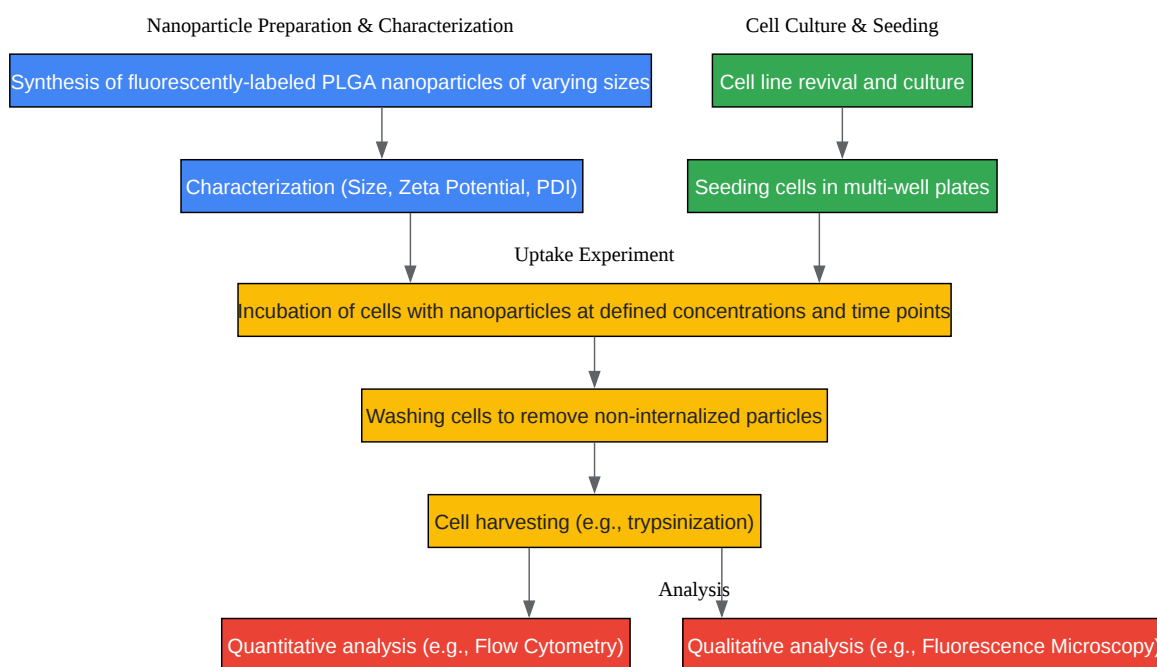 Nanoparticle Preparation & Characterization
Cell Culture & Seeding
Synthesis of fluorescently-labeled PLGA nanoparticles of varying sizes
Cell line revival and culture
Characterization (Size, Zeta Potential, PDI)
Seeding cells in multi-well plates
Uptake Experiment
Incubation of cells with nanoparticles at defined concentrations and time points
Washing cells to remove non-internalized particles
Cell harvesting (e.g., trypsinization)
Analysis
Quantitative analysis (e.g., Flow Cytometry)
Qualitative analysis (e.g., Fluorescence Microscopy)